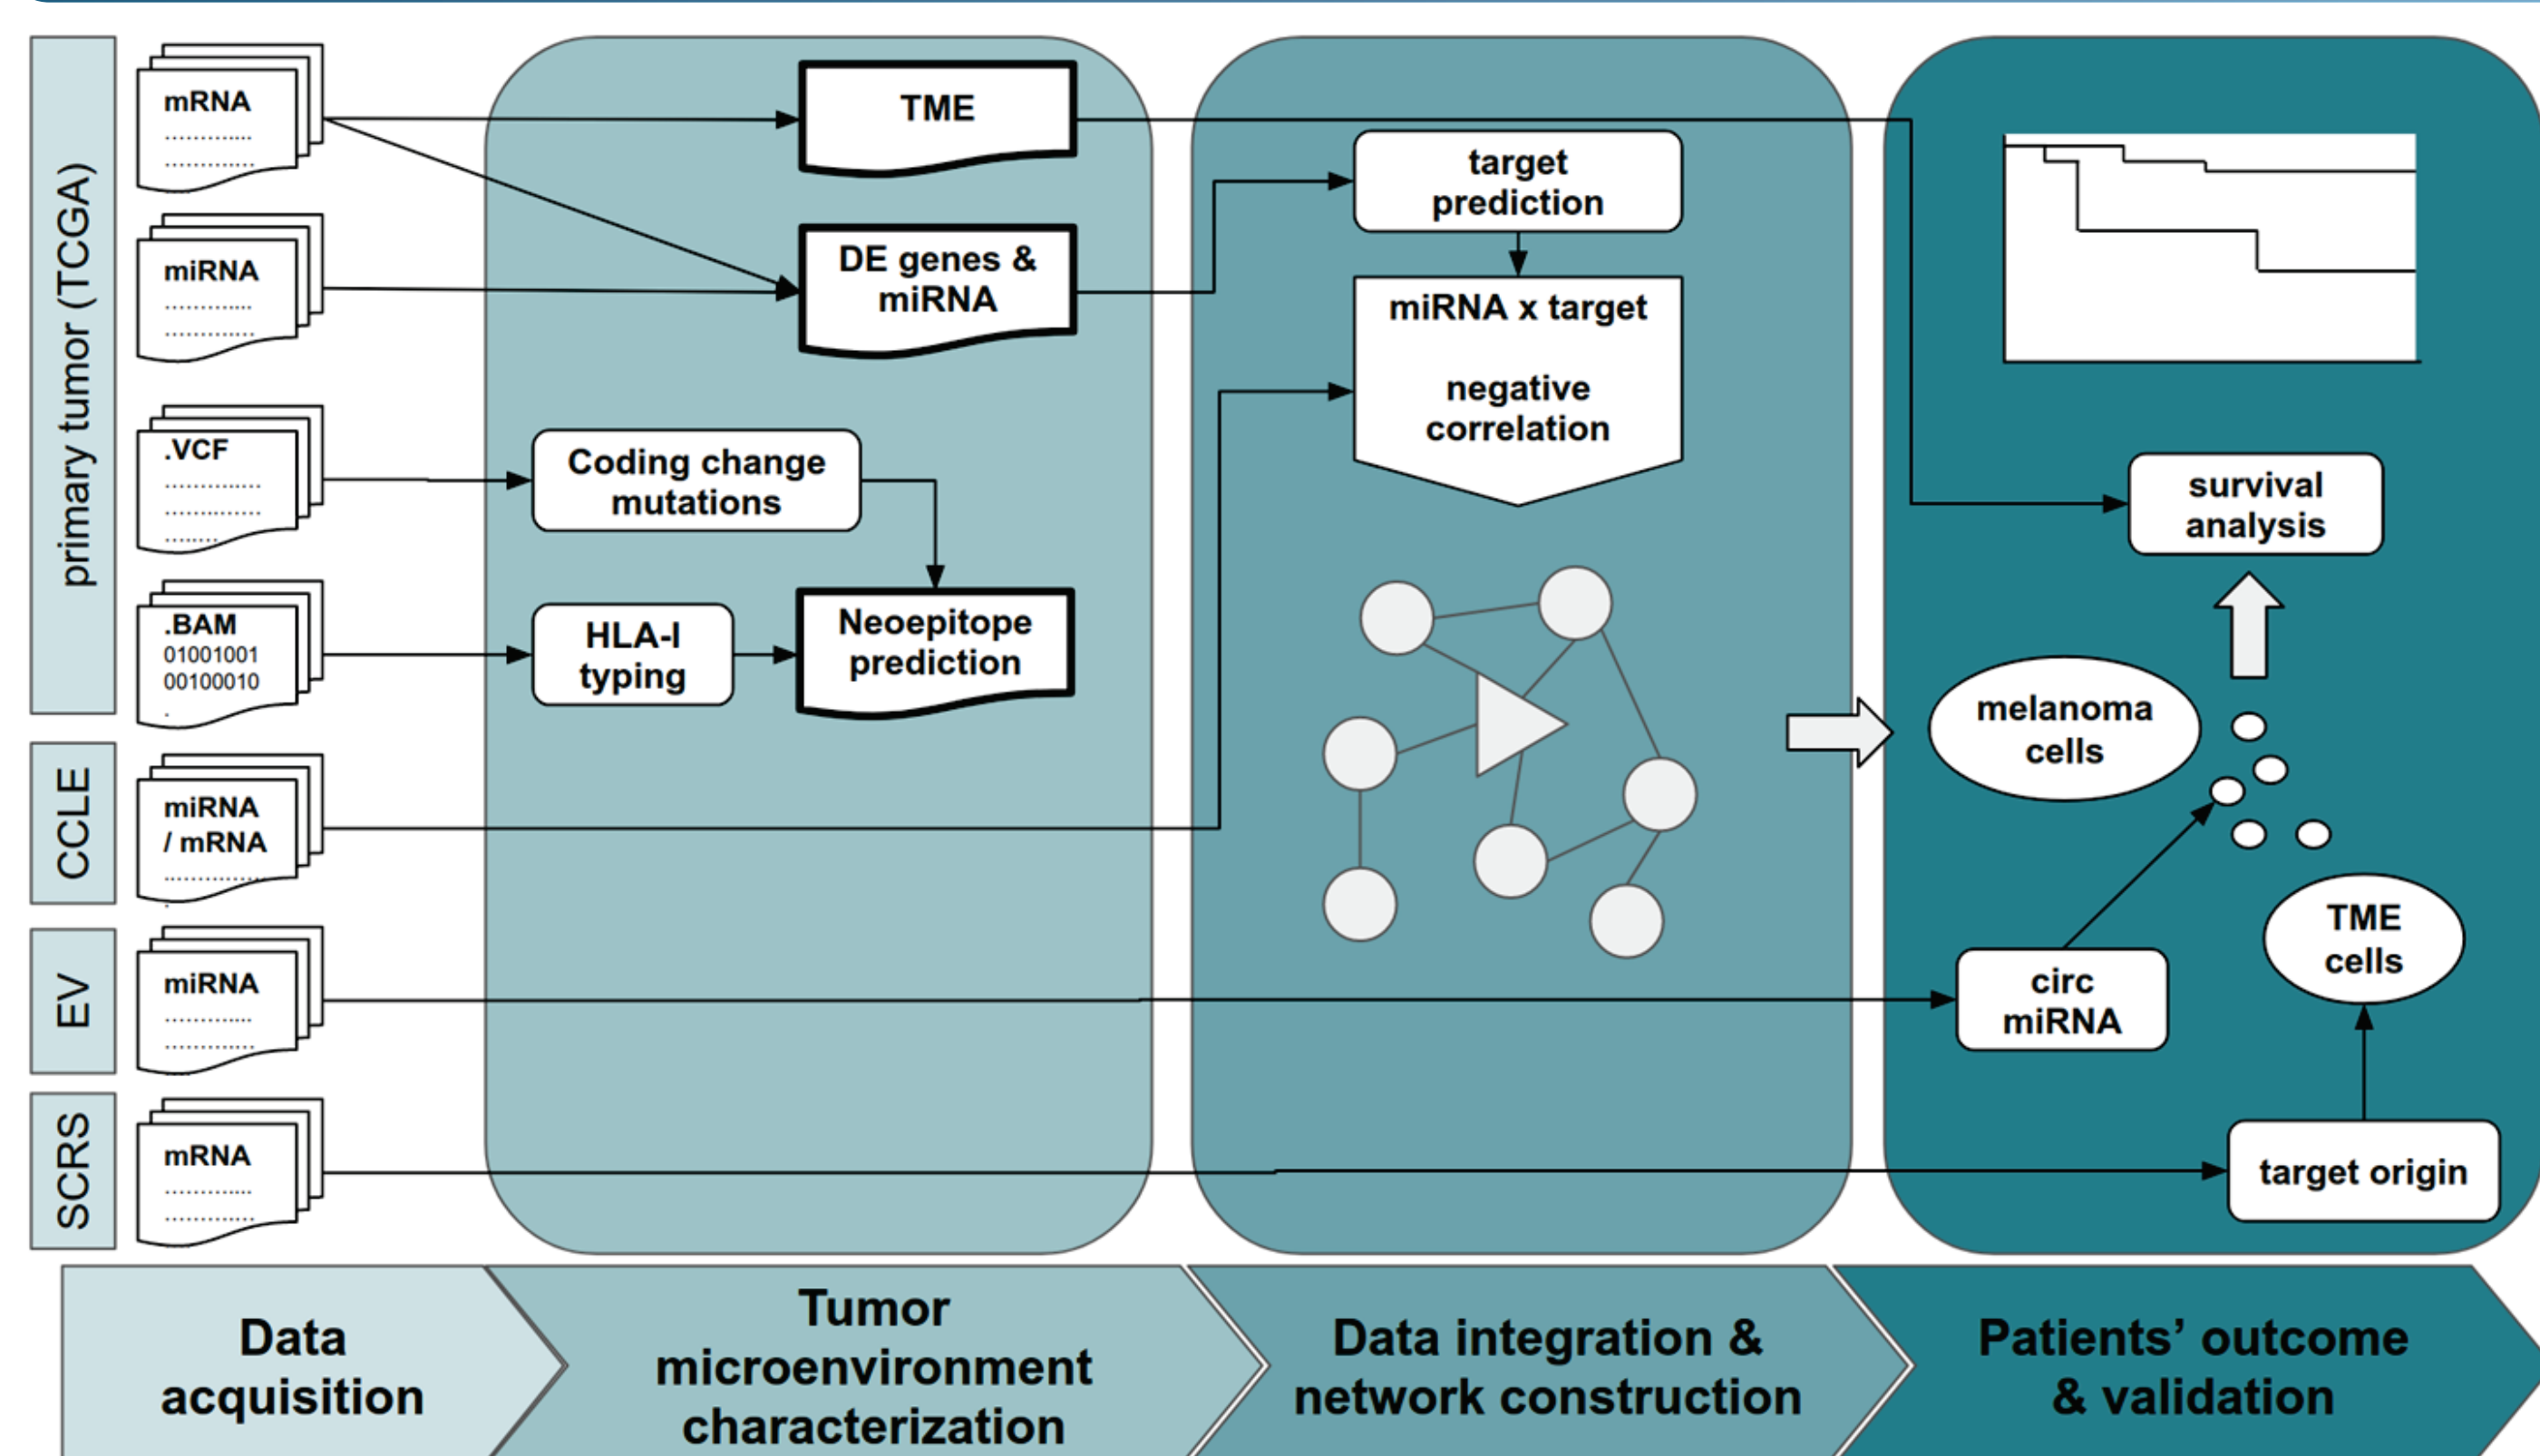 primary tumor (TCGA)
mRNA
miRNA
.VCF
.BAM
01001001
00100010
CCLE
miRNA
/ mRNA
EV
miRNA
SCRS
mRNA
TME
DE genes &
miRNA
Coding change
mutations
HLA-I
typing
Neoepitope
prediction
target
prediction
miRNA x target
negative
correlation
survival
analysis
melanoma
cells
TME
cells
circ
miRNA
target origin
Data
acquisition
Tumor
microenvironment
characterization
Data integration &
network construction
Patients’ outcome
& validation